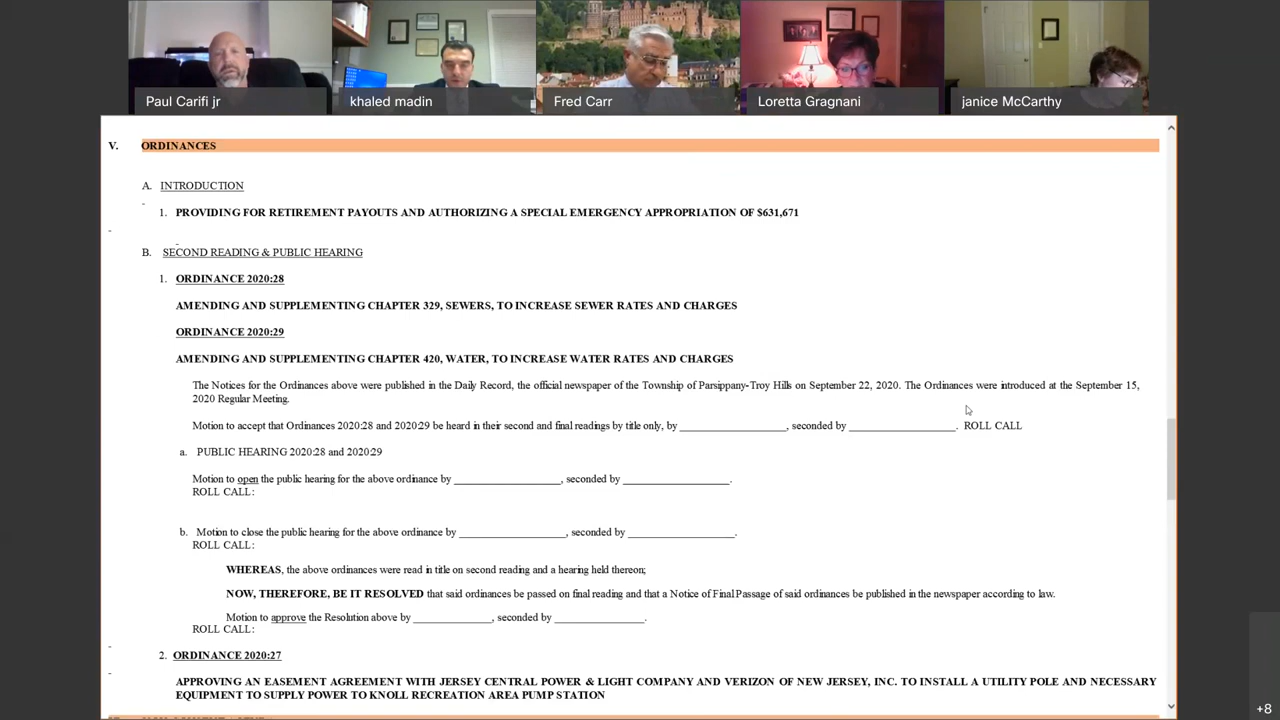 Paul Carifi jr
khaled madin
Fred Carr
Loretta Gragnani
janice McCarthy
V. ORDINANCES
A. INTRODUCTION
1. PROVIDING FOR RETIREMENT PAYOUTS AND AUTHORIZING A SPECIAL EMERGENCY APPROPRIATION OF $631,671
B. SECOND READING & PUBLIC HEARING
1. ORDINANCE 2020:28
AMENDING AND SUPPLEMENTING CHAPTER 329, SEWERS, TO INCREASE SEWER RATES AND CHARGES
ORDINANCE 2020:29
AMENDING AND SUPPLEMENTING CHAPTER 420, WATER, TO INCREASE WATER RATES AND CHARGES
The Notices for the Ordinances above were published in the Daily Record, the official newspaper of the Township of Parsippany-Troy Hills on September 22, 2020. The Ordinances were introduced at the September 15,
2020 Regular Meeting.
Motion to accept that Ordinances 2020:28 and 2020:29 be heard in their second and final readings by title only, by ____________________, seconded by ____________________. ROLL CALL
a. PUBLIC HEARING 2020:28 and 2020:29
Motion to open the public hearing for the above ordinance by ____________________, seconded by ____________________.
ROLL CALL:
b. Motion to close the public hearing for the above ordinance by ____________________, seconded by ____________________.
ROLL CALL:
WHEREAS, the above ordinances were read in title on second reading and a hearing held thereon;
NOW, THEREFORE, BE IT RESOLVED that said ordinances be passed on final reading and that a Notice of Final Passage of said ordinances be published in the newspaper according to law.
Motion to approve the Resolution above by _______________, seconded by _________________.
ROLL CALL:
2. ORDINANCE 2020:27
APPROVING AN EASEMENT AGREEMENT WITH JERSEY CENTRAL POWER & LIGHT COMPANY AND VERIZON OF NEW JERSEY, INC. TO INSTALL A UTILITY POLE AND NECESSARY
EQUIPMENT TO SUPPLY POWER TO KNOLL RECREATION AREA PUMP STATION
+8